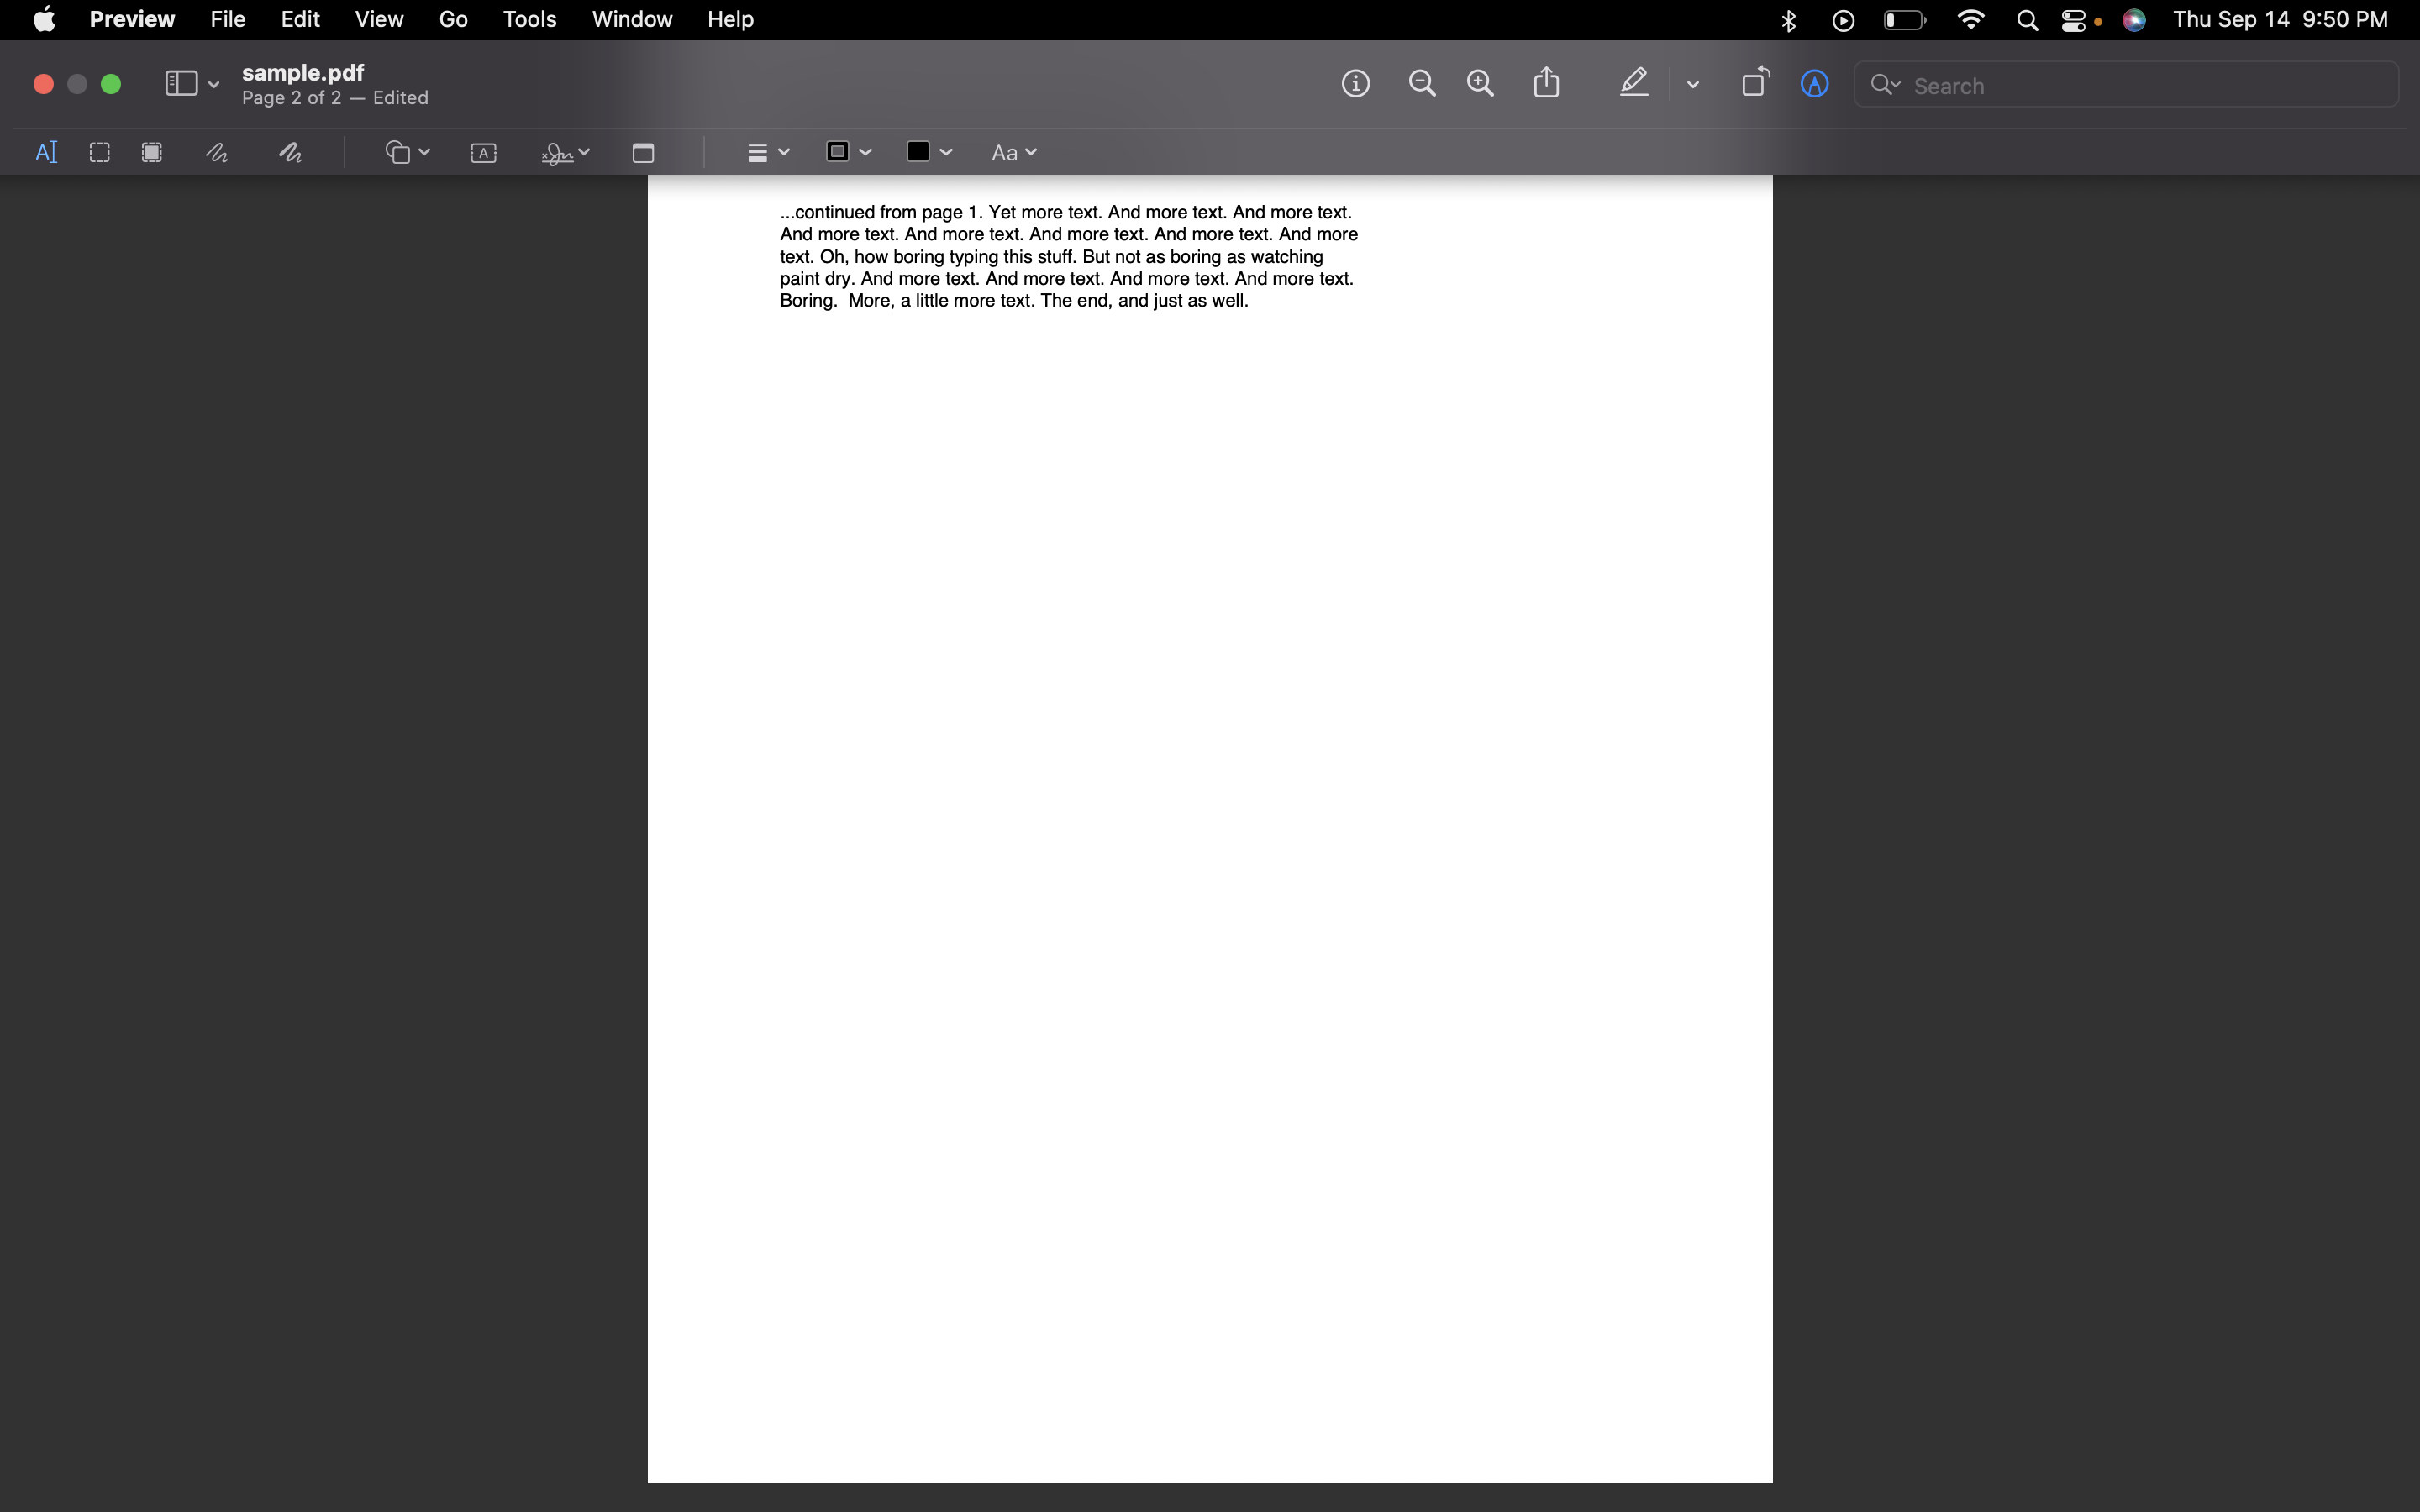 Preview File Edit View Go Tools Window Help Thu Sep 14 9:50 PM
sample.pdf
Page 2 of 2 — Edited
Search
A A Aa
...continued from page 1. Yet more text. And more text. And more text.
And more text. And more text. And more text. And more text. And more
text. Oh, how boring typing this stuff. But not as boring as watching
paint dry. And more text. And more text. And more text. And more text.
Boring.  More, a little more text. The end, and just as well.